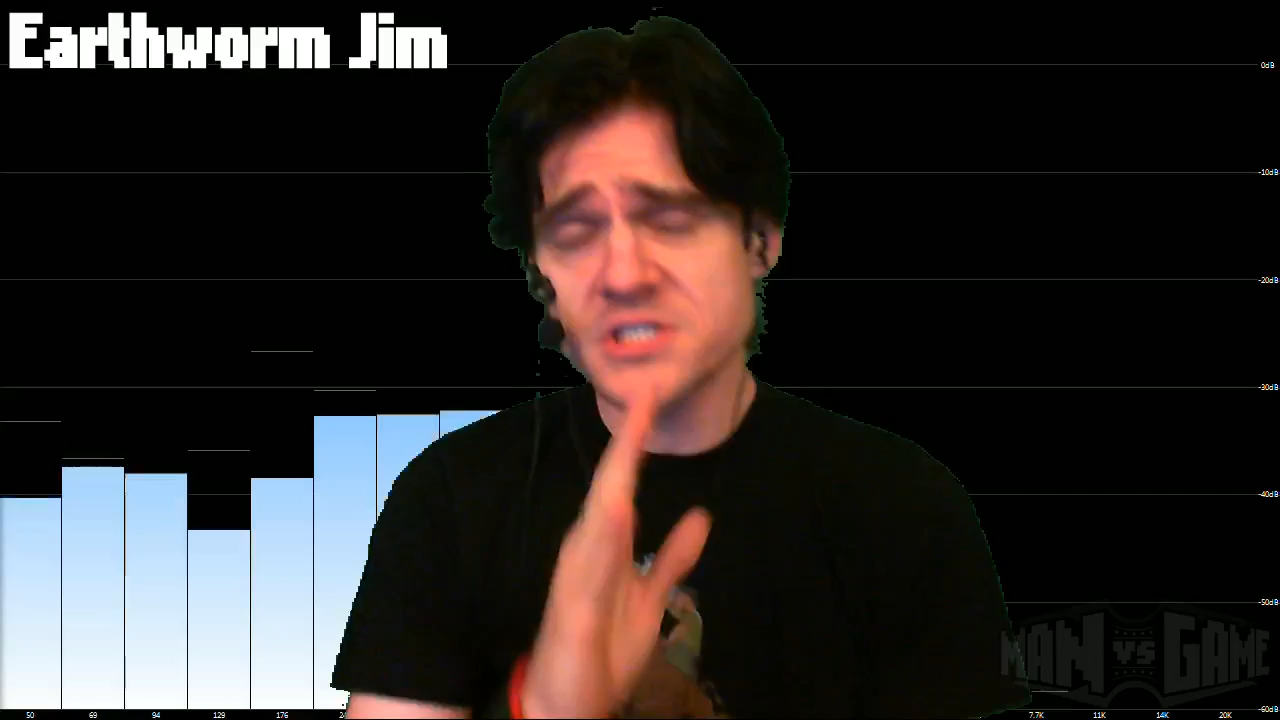 Earthworm Jim
0dB
-10dB
-20dB
-30dB
-40dB
-50dB
MAN VS GAME
-60dB
50 69 94 129 176 7.7K 11K 14K 20K